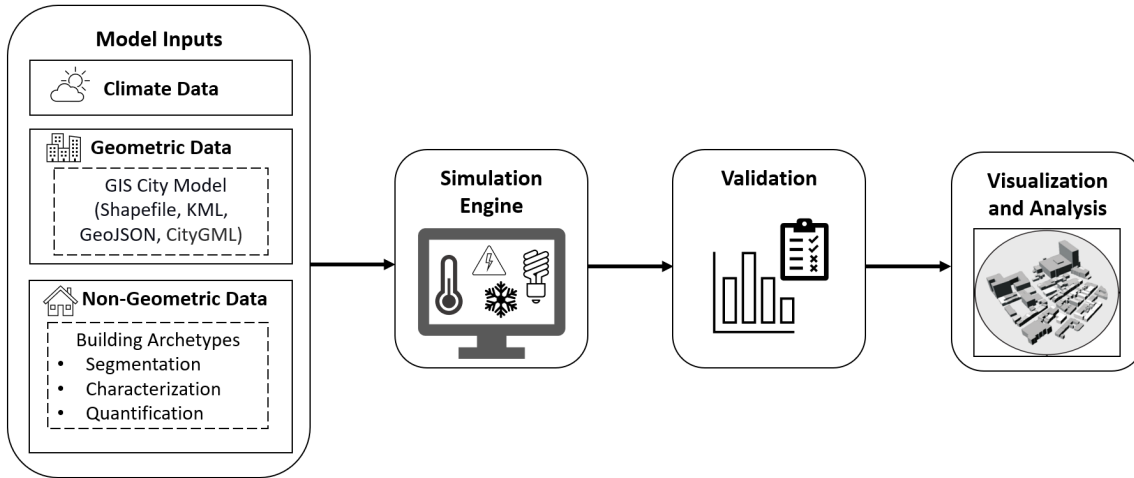 Model Inputs
Climate Data
Geometric Data
GIS City Model
(Shapefile, KML,
GeoJSON, CityGML)
Non-Geometric Data
Building Archetypes
• Segmentation
• Characterization
• Quantification
Simulation
Engine
Validation
Visualization
and Analysis